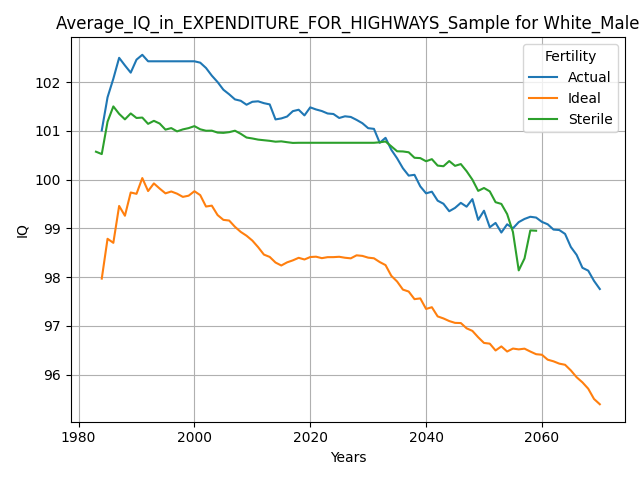 Average_IQ_in_EXPENDITURE_FOR_HIGHWAYS_Sample for White_Male
Fertility
Actual
Ideal
Sterile
IQ
102
101
100
99
98
97
96
1980
2000
2020
2040
2060
Years